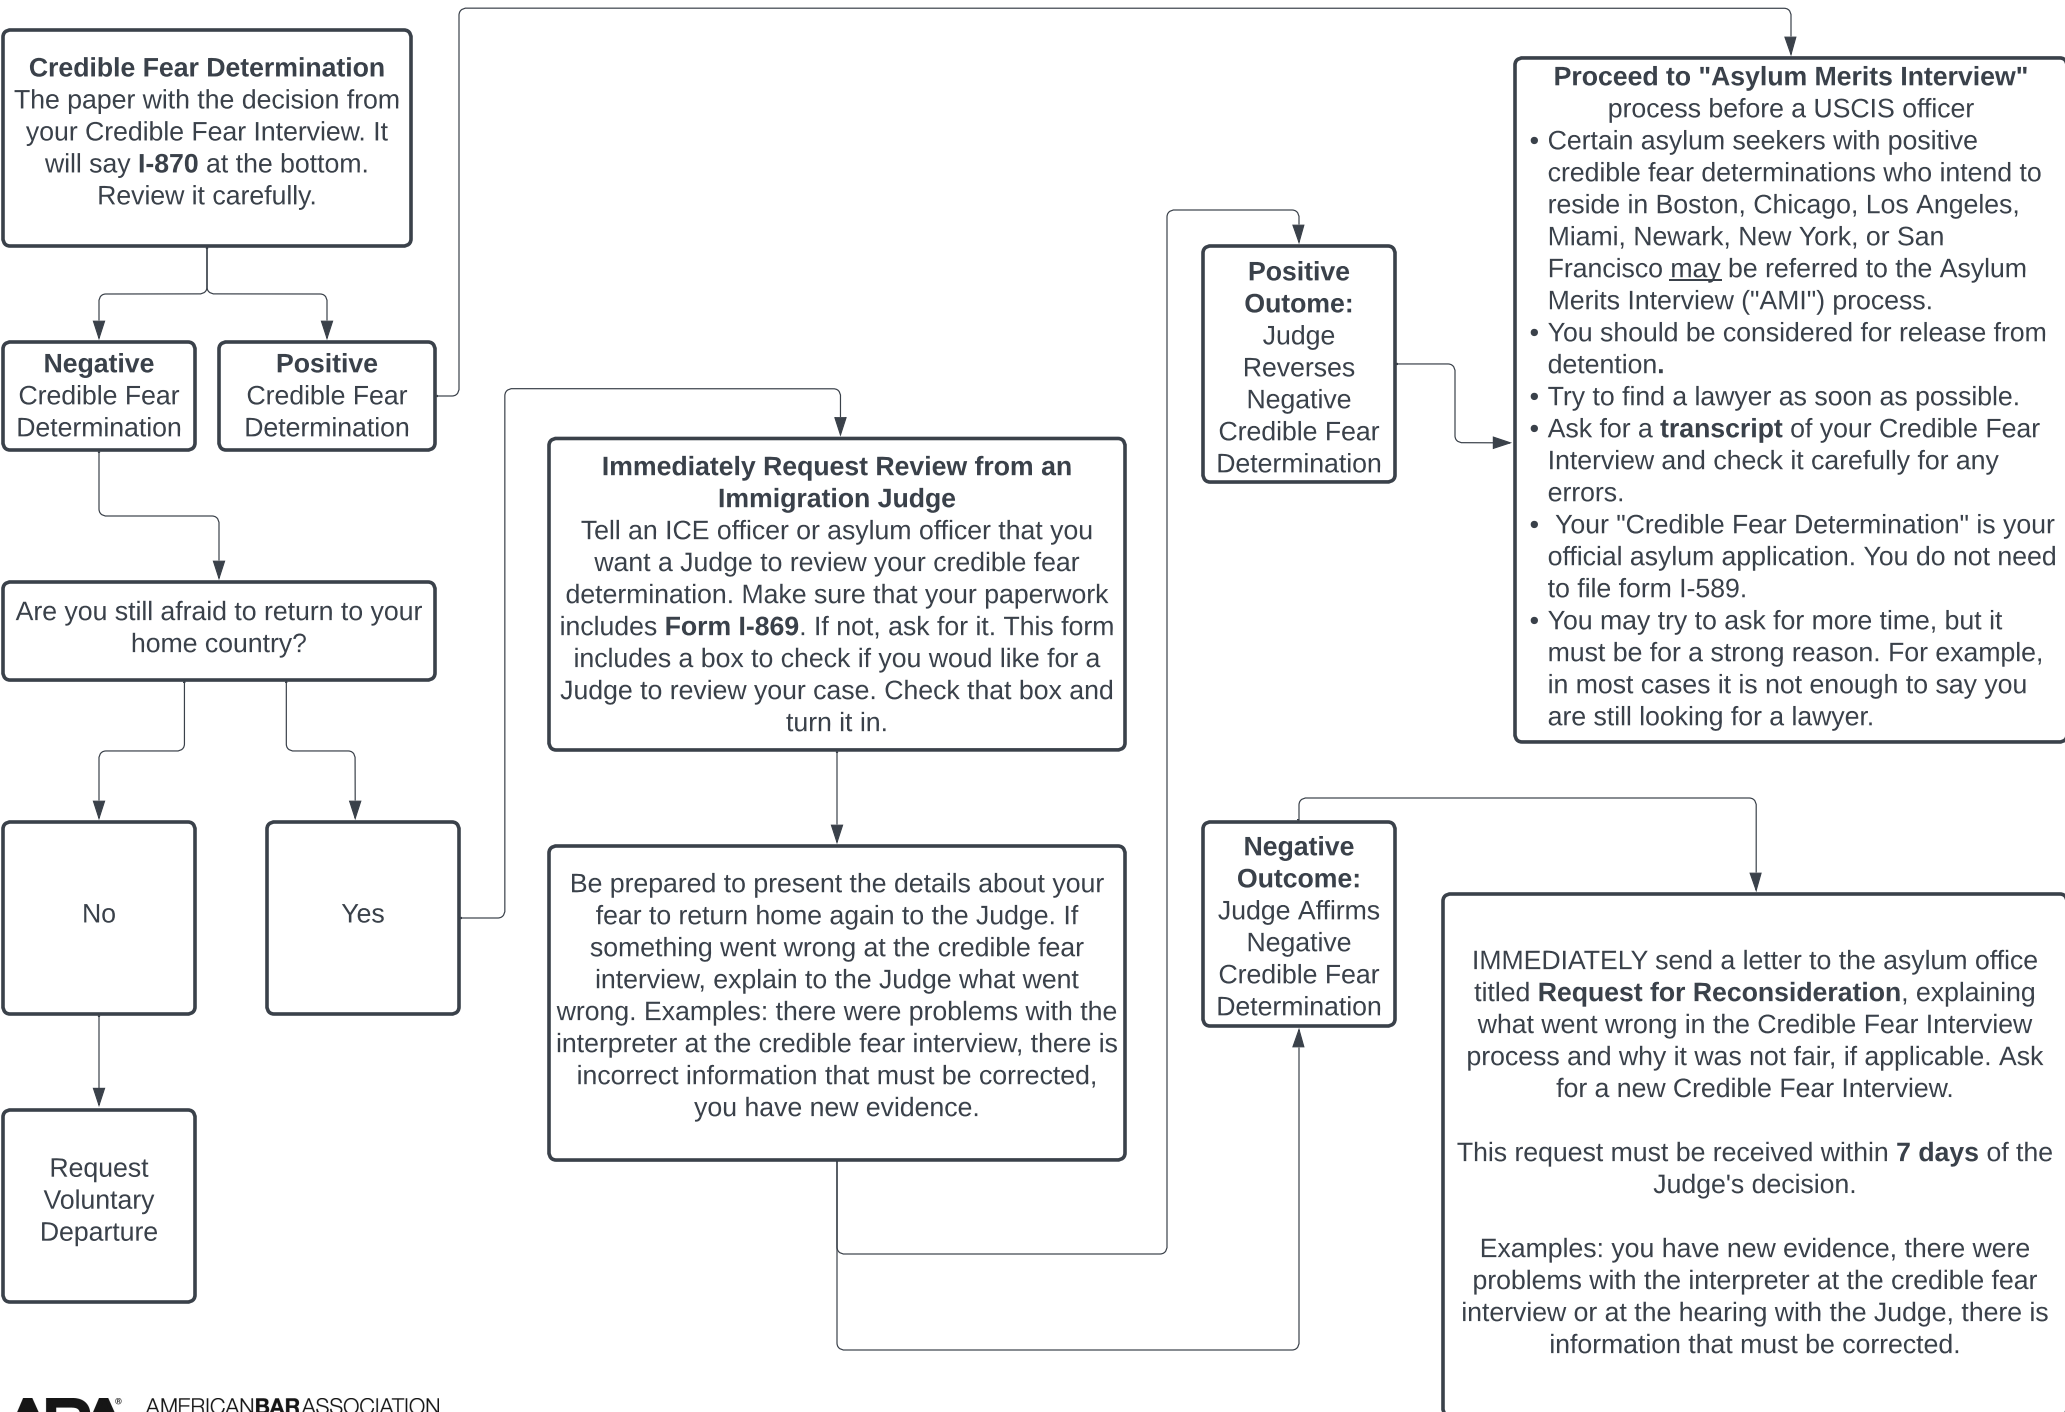 Credible Fear Determination
The paper with the decision from
your Credible Fear Interview. It
will say I-870 at the bottom.
Review it carefully.
Negative
Credible Fear
Determination
Positive
Credible Fear
Determination
Are you still afraid to return to your
home country?
No
Yes
Request
Voluntary
Departure
Immediately Request Review from an
Immigration Judge
Tell an ICE officer or asylum officer that you
want a Judge to review your credible fear
determination. Make sure that your paperwork
includes Form I-869. If not, ask for it. This form
includes a box to check if you woud like for a
Judge to review your case. Check that box and
turn it in.
Be prepared to present the details about your
fear to return home again to the Judge. If
something went wrong at the credible fear
interview, explain to the Judge what went
wrong. Examples: there were problems with the
interpreter at the credible fear interview, there is
incorrect information that must be corrected,
you have new evidence.
Positive
Outome:
Judge
Reverses
Negative
Credible Fear
Determination
Negative
Outcome:
Judge Affirms
Negative
Credible Fear
Determination
Proceed to "Asylum Merits Interview"
process before a USCIS officer
• Certain asylum seekers with positive
credible fear determinations who intend to
reside in Boston, Chicago, Los Angeles,
Miami, Newark, New York, or San
Francisco may be referred to the Asylum
Merits Interview ("AMI") process.
• You should be considered for release from
detention.
• Try to find a lawyer as soon as possible.
• Ask for a transcript of your Credible Fear
Interview and check it carefully for any
errors.
• Your "Credible Fear Determination" is your
official asylum application. You do not need
to file form I-589.
• You may try to ask for more time, but it
must be for a strong reason. For example,
in most cases it is not enough to say you
are still looking for a lawyer.
IMMEDIATELY send a letter to the asylum office
titled Request for Reconsideration, explaining
what went wrong in the Credible Fear Interview
process and why it was not fair, if applicable. Ask
for a new Credible Fear Interview.
This request must be received within 7 days of the
Judge's decision.
Examples: you have new evidence, there were
problems with the interpreter at the credible fear
interview or at the hearing with the Judge, there is
information that must be corrected.
ABA® AMERICANBARASSOCIATION